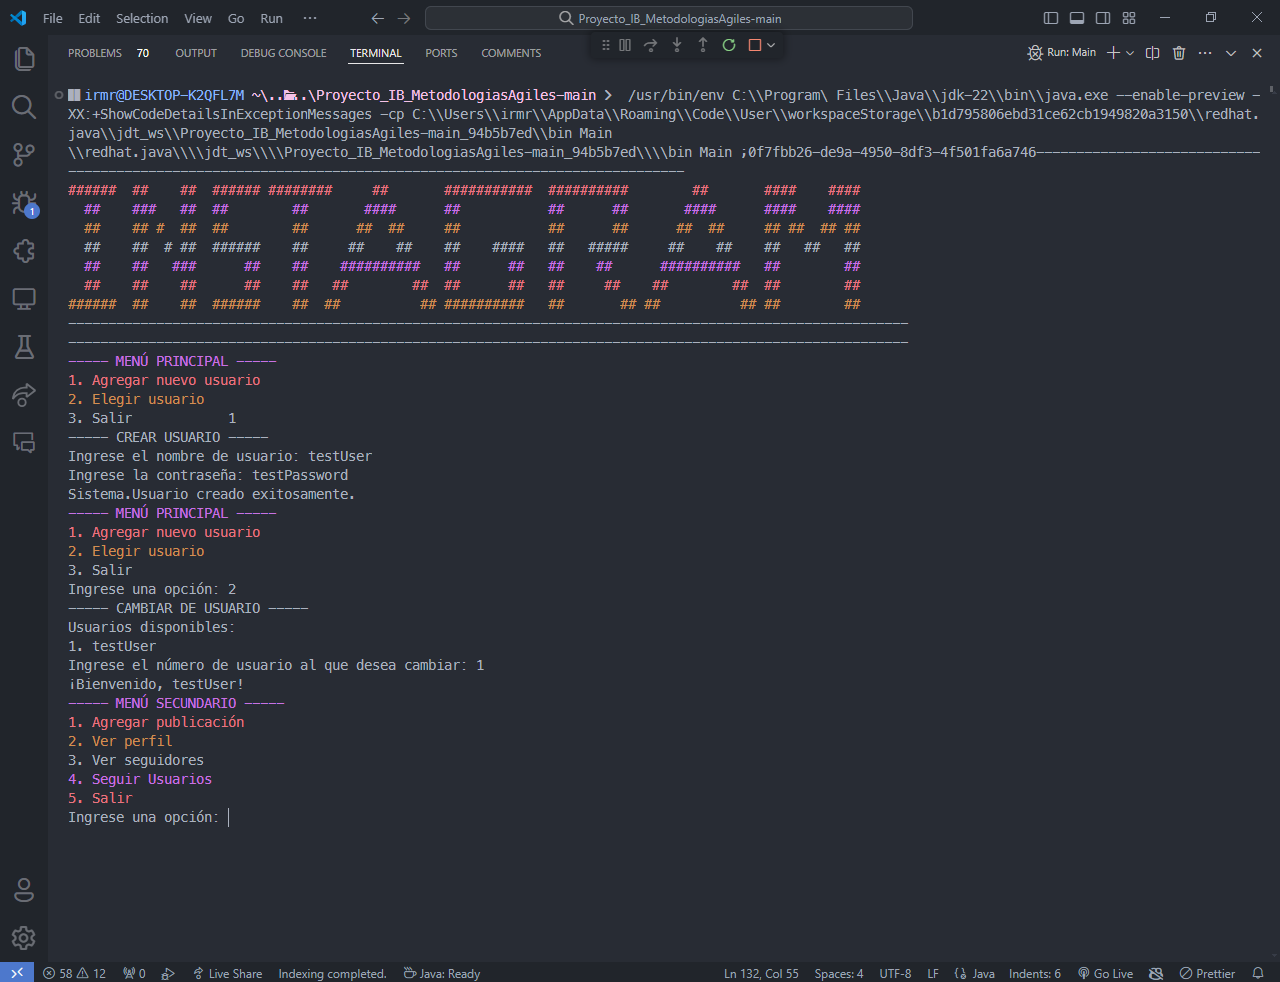 File Edit Selection View Go Run ··· Proyecto_IB_MetodologiasAgiles-main
PROBLEMS 70 OUTPUT DEBUG CONSOLE TERMINAL PORTS COMMENTS Run: Main
irmr@DESKTOP-K2QFL7M ~\..\..\Proyecto_IB_MetodologiasAgiles-main > /usr/bin/env C:\\Program\ Files\\Java\\jdk-22\\bin\\java.exe --enable-preview -
XX:+ShowCodeDetailsInExceptionMessages -cp C:\\Users\\irmr\\AppData\\Roaming\\Code\\User\\workspaceStorage\\b1d795806ebd31ce62cb1949820a3150\\redhat.
java\\jdt_ws\\Proyecto_IB_MetodologiasAgiles-main_94b5b7ed\\bin Main
\\redhat.java\\\\jdt_ws\\\\Proyecto_IB_MetodologiasAgiles-main_94b5b7ed\\\\bin Main ;0f7fbb26-de9a-4950-8df3-4f501fa6a746----------------------------
INSTAGRAM
----- MENÚ PRINCIPAL -----
1. Agregar nuevo usuario
2. Elegir usuario
3. Salir 1
----- CREAR USUARIO -----
Ingrese el nombre de usuario: testUser
Ingrese la contraseña: testPassword
Sistema.Usuario creado exitosamente.
----- MENÚ PRINCIPAL -----
1. Agregar nuevo usuario
2. Elegir usuario
3. Salir
Ingrese una opción: 2
----- CAMBIAR DE USUARIO -----
Usuarios disponibles:
1. testUser
Ingrese el número de usuario al que desea cambiar: 1
¡Bienvenido, testUser!
----- MENÚ SECUNDARIO -----
1. Agregar publicación
2. Ver perfil
3. Ver seguidores
4. Seguir Usuarios
5. Salir
Ingrese una opción:
1
58 12 0 Live Share Indexing completed. Java: Ready Ln 132, Col 55 Spaces: 4 UTF-8 LF Java Indents: 6 Go Live Prettier